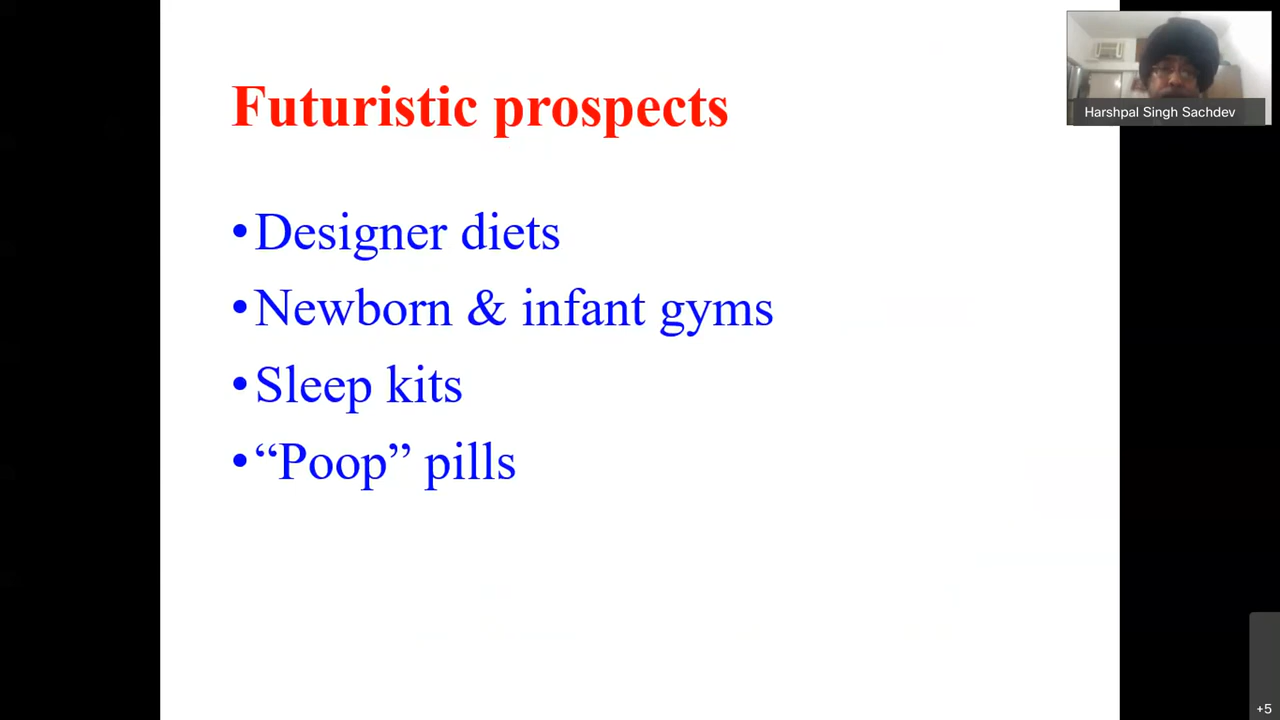 Harshpal Singh Sachdev
Futuristic prospects
•Designer diets
•Newborn & infant gyms
•Sleep kits
•“Poop” pills
+5